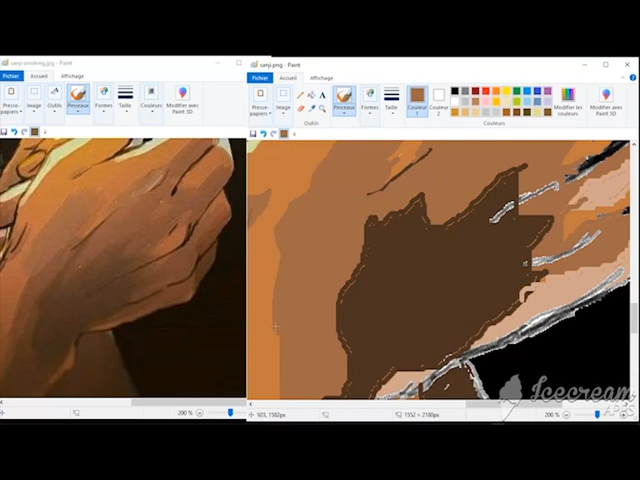 sanji smoking.jpg - Paint
Fichier Accueil Affichage
Presse-papiers Image Outils Pinceaux Formes Taille Couleurs Modifier avec Paint 3D
200 %
sanji.png - Paint
Fichier Accueil Affichage
Presse-papiers Image Pinceaux Formes Taille Couleur 1 Couleur 2 Modifier les couleurs Modifier avec Paint 3D
Outils Couleurs
1552 × 2180px
200 %
Icecream
APPS